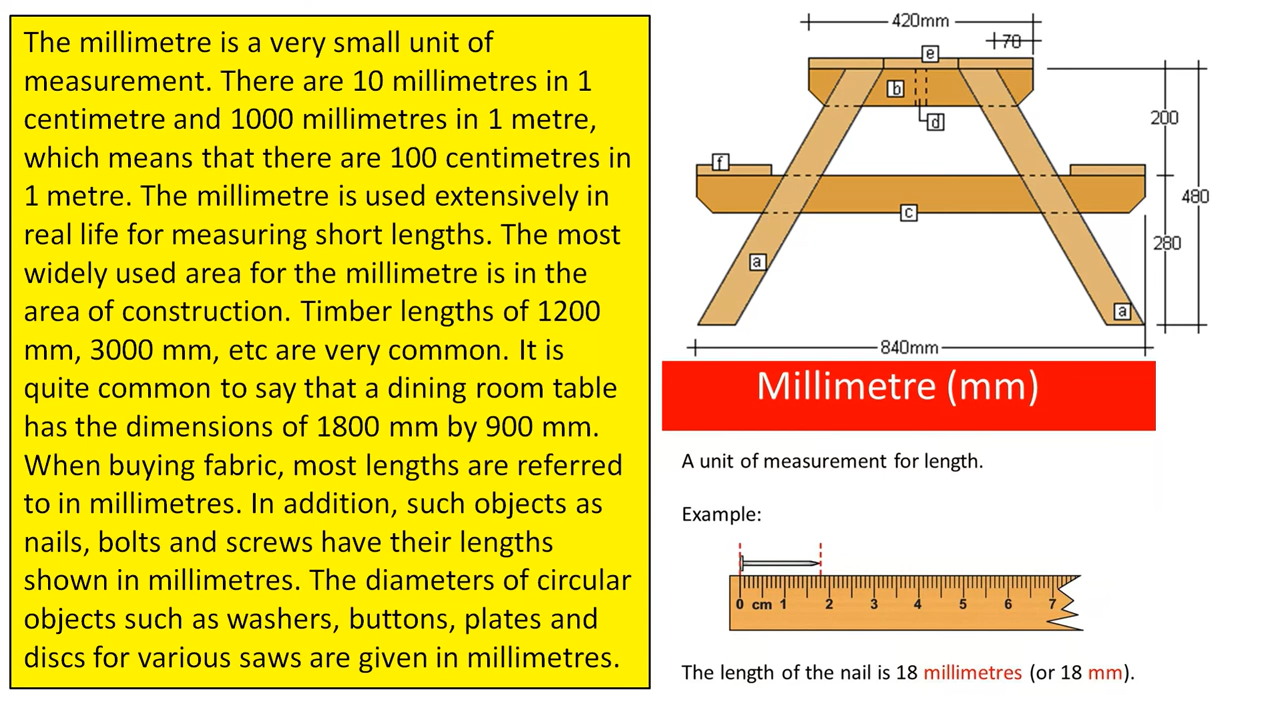 The millimetre is a very small unit of
measurement. There are 10 millimetres in 1
centimetre and 1000 millimetres in 1 metre,
which means that there are 100 centimetres in
1 metre. The millimetre is used extensively in
real life for measuring short lengths. The most
widely used area for the millimetre is in the
area of construction. Timber lengths of 1200
mm, 3000 mm, etc are very common. It is
quite common to say that a dining room table
has the dimensions of 1800 mm by 900 mm.
When buying fabric, most lengths are referred
to in millimetres. In addition, such objects as
nails, bolts and screws have their lengths
shown in millimetres. The diameters of circular
objects such as washers, buttons, plates and
discs for various saws are given in millimetres.
420mm
70
e
b
d
200
f
480
c
280
a
a
840mm
Millimetre (mm)
A unit of measurement for length.
Example:
0 cm 1 2 3 4 5 6 7
The length of the nail is 18 millimetres (or 18 mm).